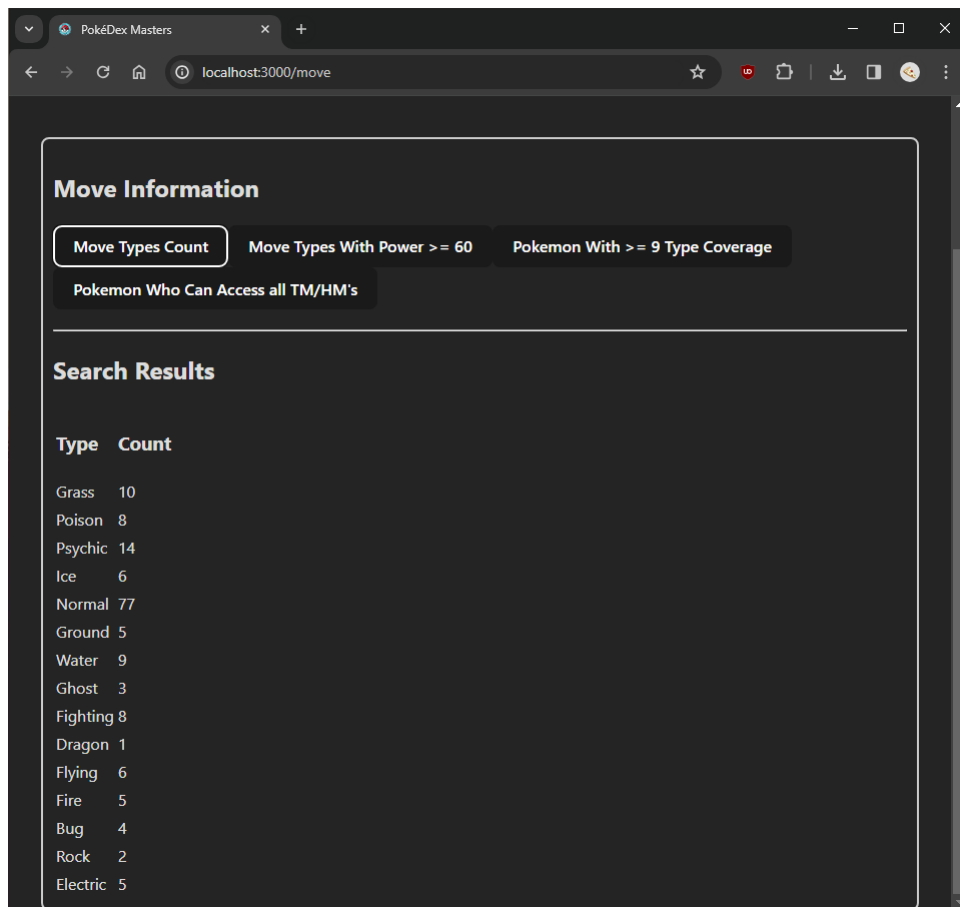 PokéDex Masters
localhost:3000/move
Move Information
Move Types Count Move Types With Power >= 60 Pokemon With >= 9 Type Coverage
Pokemon Who Can Access all TM/HM's
Search Results
Type Count
Grass 10
Poison 8
Psychic 14
Ice 6
Normal 77
Ground 5
Water 9
Ghost 3
Fighting 8
Dragon 1
Flying 6
Fire 5
Bug 4
Rock 2
Electric 5